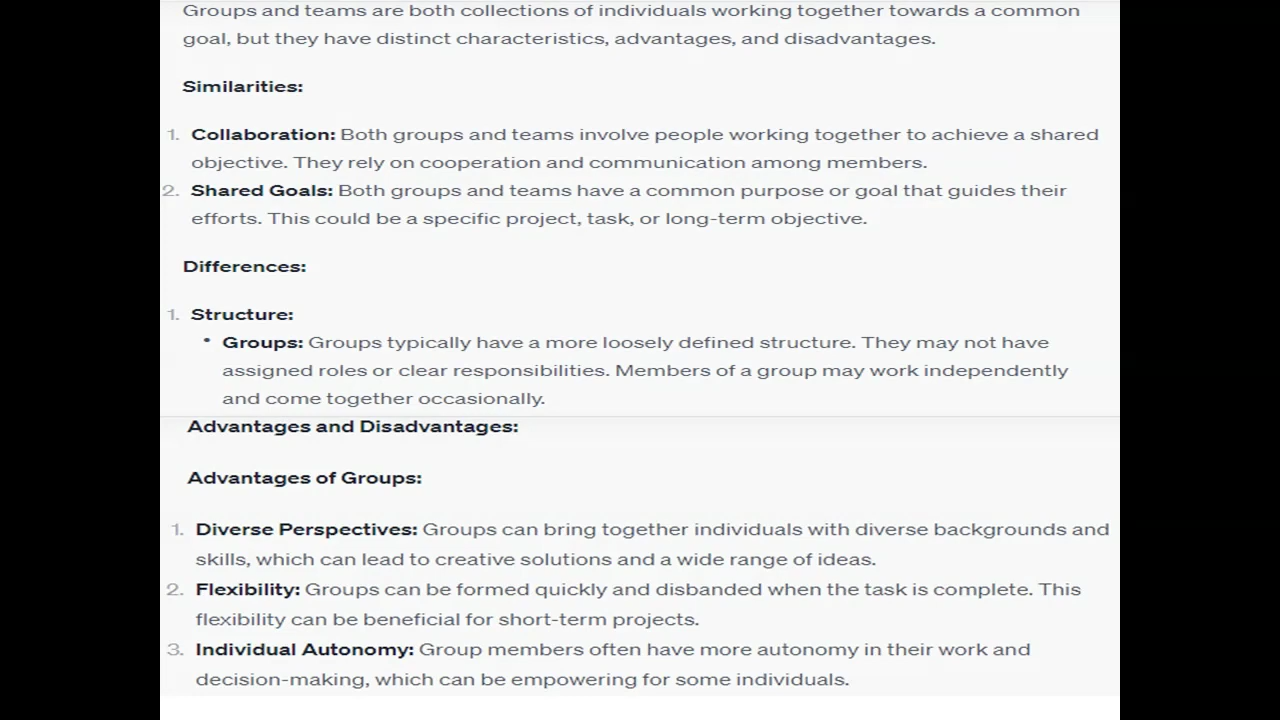 Groups and teams are both collections of individuals working together towards a common
goal, but they have distinct characteristics, advantages, and disadvantages.
Similarities:
1. Collaboration: Both groups and teams involve people working together to achieve a shared
objective. They rely on cooperation and communication among members.
2. Shared Goals: Both groups and teams have a common purpose or goal that guides their
efforts. This could be a specific project, task, or long-term objective.
Differences:
1. Structure:
• Groups: Groups typically have a more loosely defined structure. They may not have
assigned roles or clear responsibilities. Members of a group may work independently
and come together occasionally.
Advantages and Disadvantages:
Advantages of Groups:
1. Diverse Perspectives: Groups can bring together individuals with diverse backgrounds and
skills, which can lead to creative solutions and a wide range of ideas.
2. Flexibility: Groups can be formed quickly and disbanded when the task is complete. This
flexibility can be beneficial for short-term projects.
3. Individual Autonomy: Group members often have more autonomy in their work and
decision-making, which can be empowering for some individuals.